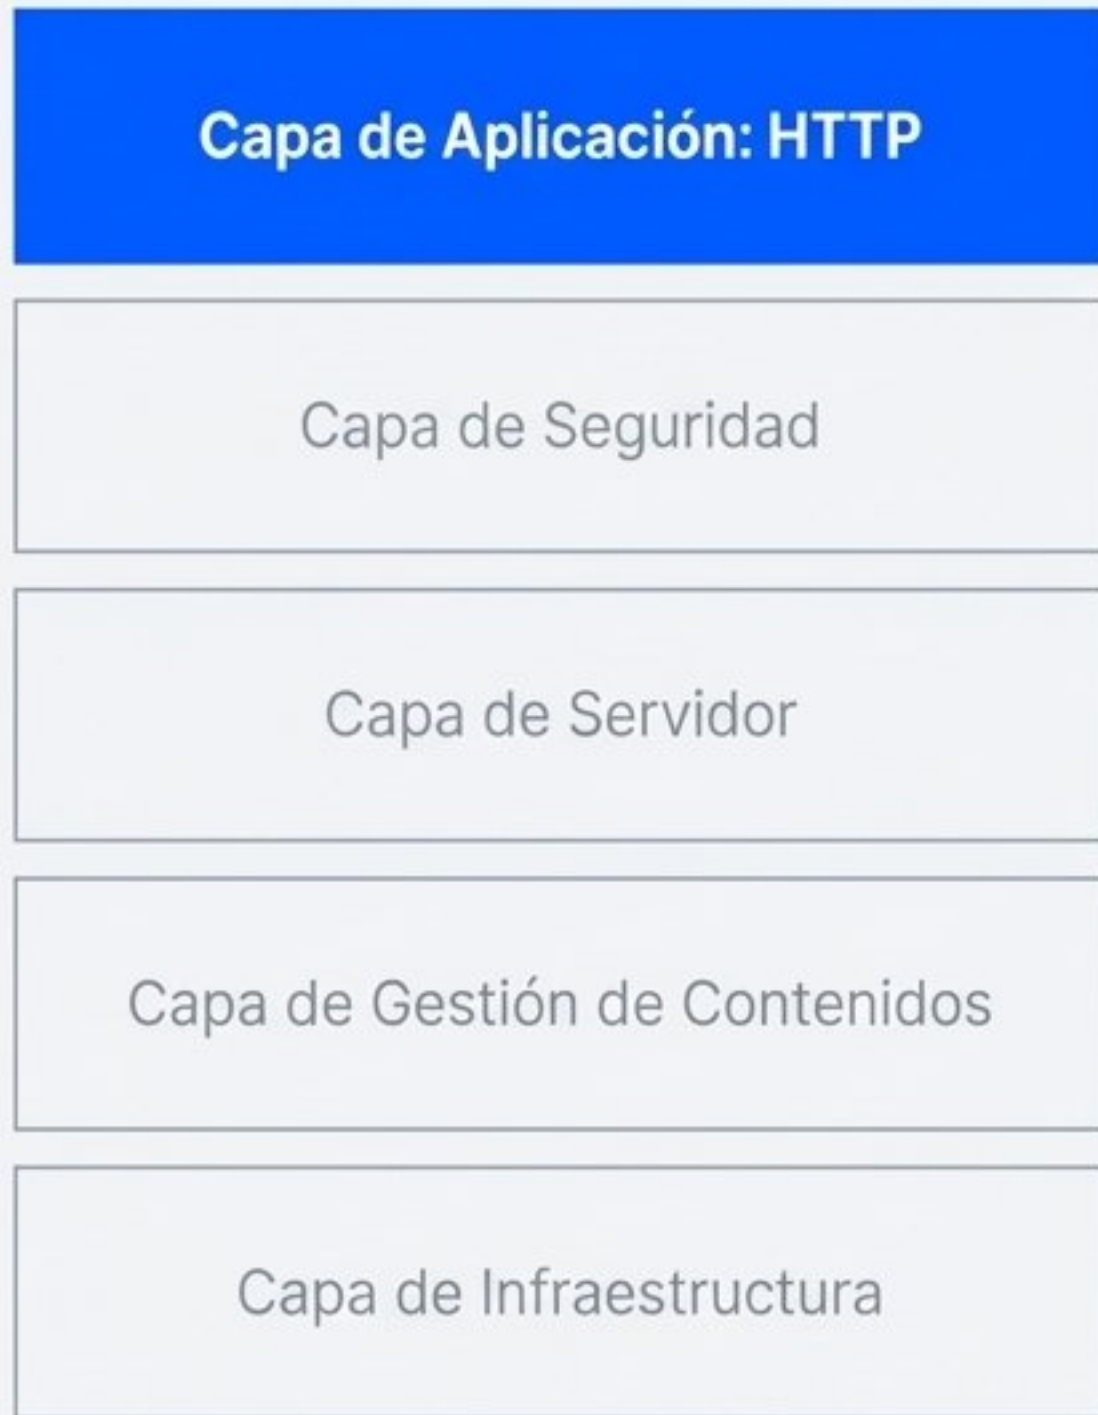 Capa de Aplicación: HTTP
Capa de Seguridad
Capa de Servidor
Capa de Gestión de Contenidos
Capa de Infraestructura